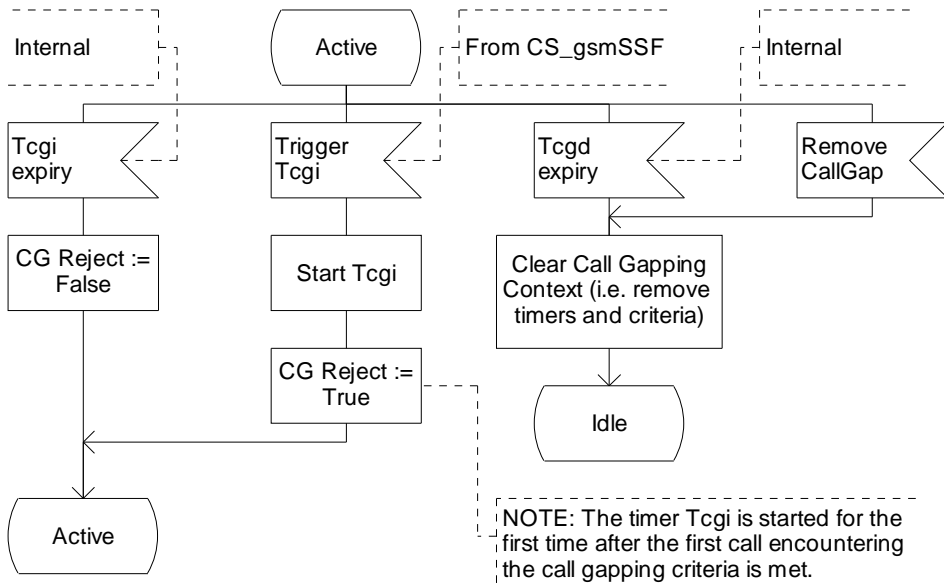 Internal
Active
From CS_gsmSSF
Internal
Tcgi
expiry
Trigger
Tcgi
Tcgd
expiry
Remove
CallGap
CG Reject :=
False
Start Tcgi
Clear Call Gapping
Context (i.e. remove
timers and criteria)
CG Reject :=
True
Idle
Active
NOTE: The timer Tcgi is started for the
first time after the first call encountering
the call gapping criteria is met.